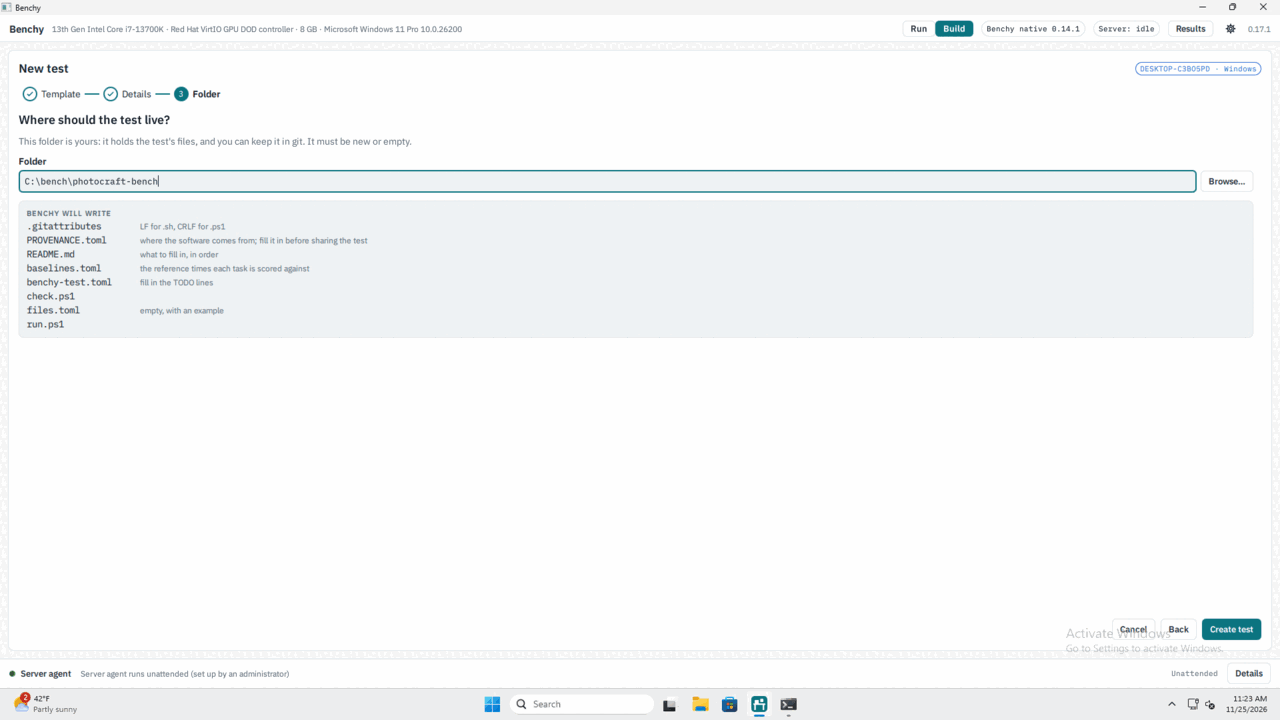 Benchy
Benchy 13th Gen Intel Core i7-13700K · Red Hat VirtIO GPU DOD controller · 8 GB · Microsoft Windows 11 Pro 10.0.26200 Run Build Benchy native 0.14.1 Server: idle Results 0.17.1
New test DESKTOP-C3BO5PD · Windows
Template Details 3 Folder
Where should the test live?
This folder is yours: it holds the test's files, and you can keep it in git. It must be new or empty.
Folder
C:\bench\photocraft-bench Browse...
BENCHY WILL WRITE
.gitattributes LF for .sh, CRLF for .ps1
PROVENANCE.toml where the software comes from; fill it in before sharing the test
README.md what to fill in, in order
baselines.toml the reference times each task is scored against
benchy-test.toml fill in the TODO lines
check.ps1
files.toml empty, with an example
run.ps1
Cancel Back Create test
Activate Windows
Go to Settings to activate Windows.
Server agent Server agent runs unattended (set up by an administrator) Unattended Details
2 42°F Search 11:23 AM
Partly sunny 11/25/2026